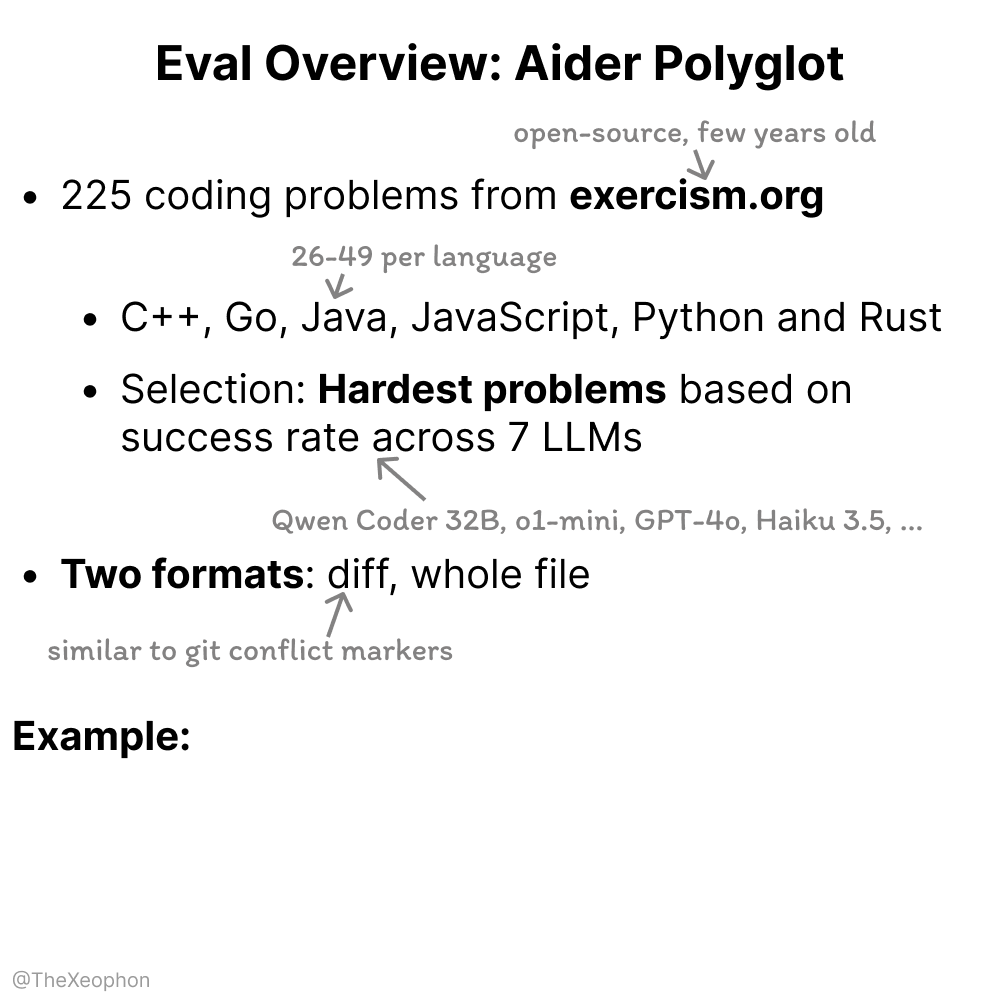 Eval Overview: Aider Polyglot
open-source, few years old
• 225 coding problems from exercism.org
26-49 per language
• C++, Go, Java, JavaScript, Python and Rust
• Selection: Hardest problems based on
success rate across 7 LLMs
Qwen Coder 32B, o1-mini, GPT-4o, Haiku 3.5, ...
• Two formats: diff, whole file
similar to git conflict markers
Example:
@TheXeophon